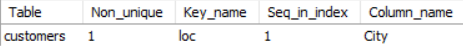 Table Non_unique Key_name Seq_in_index Column_name
customers 1 loc 1 City